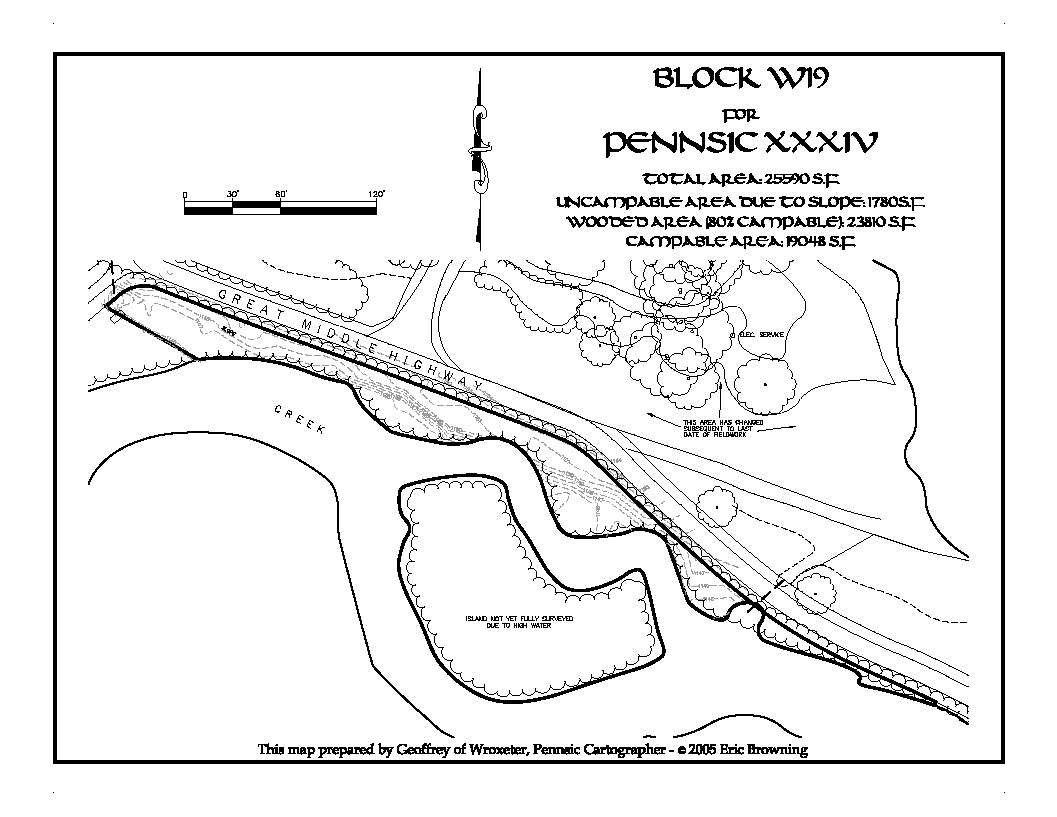 BLOCK W19
FOR
PENNSIC XXXIV
TOTAL AREA: 25590 S.F.
UNCAMPABLE AREA DUE TO SLOPE: 1780 S.F.
WOODED AREA (80% CAMPABLE): 23810 S.F.
CAMPABLE AREA: 19048 S.F.
0 30' 60' 120'
GREAT MIDDLE HIGHWAY
ELEC. SERVICE
CREEK
THIS AREA HAS CHANGED
SUBSEQUENT TO LAST
DATE OF FIELDWORK
ISLAND NOT YET FULLY SURVEYED
DUE TO HIGH WATER
This map prepared by Geoffrey of Wroxeter, Pennsic Cartographer - © 2005 Eric Browning